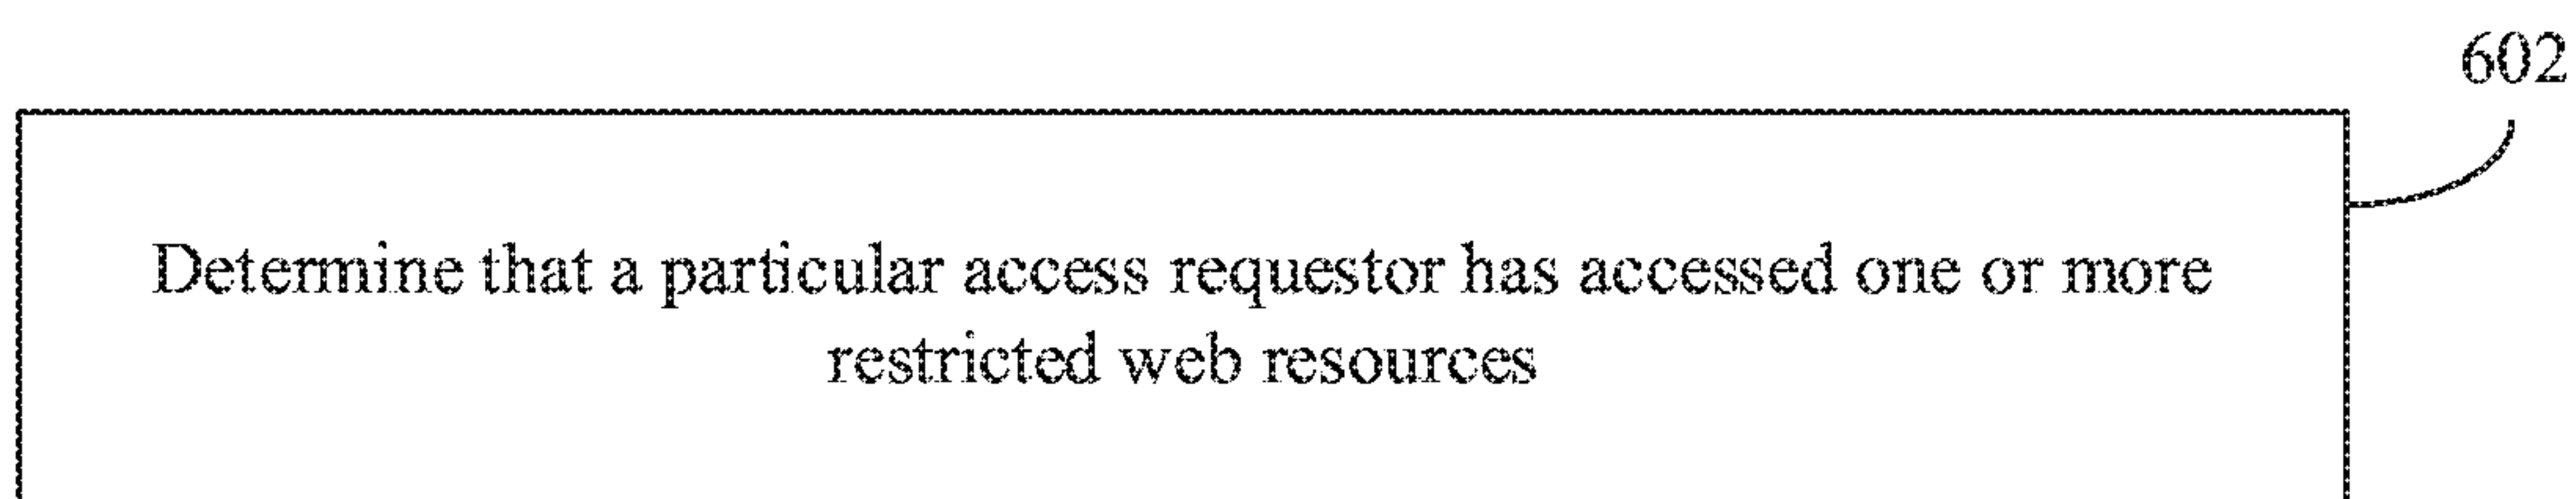 602
Determine that a particular access requestor has accessed one or more
restricted web resources